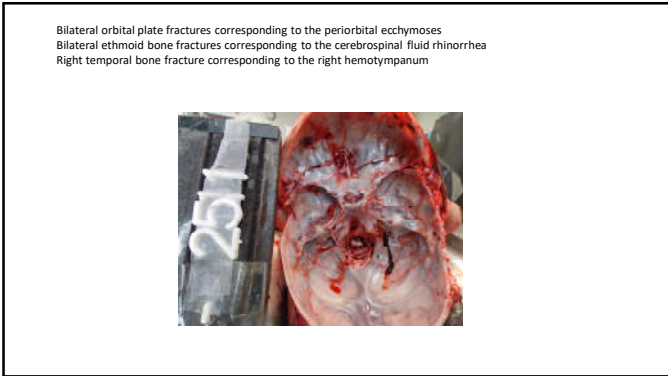 Bilateral orbital plate fractures corresponding to the periorbital ecchymoses
Bilateral ethmoid bone fractures corresponding to the cerebrospinal fluid rhinorrhea
Right temporal bone fracture corresponding to the right hemotympanum